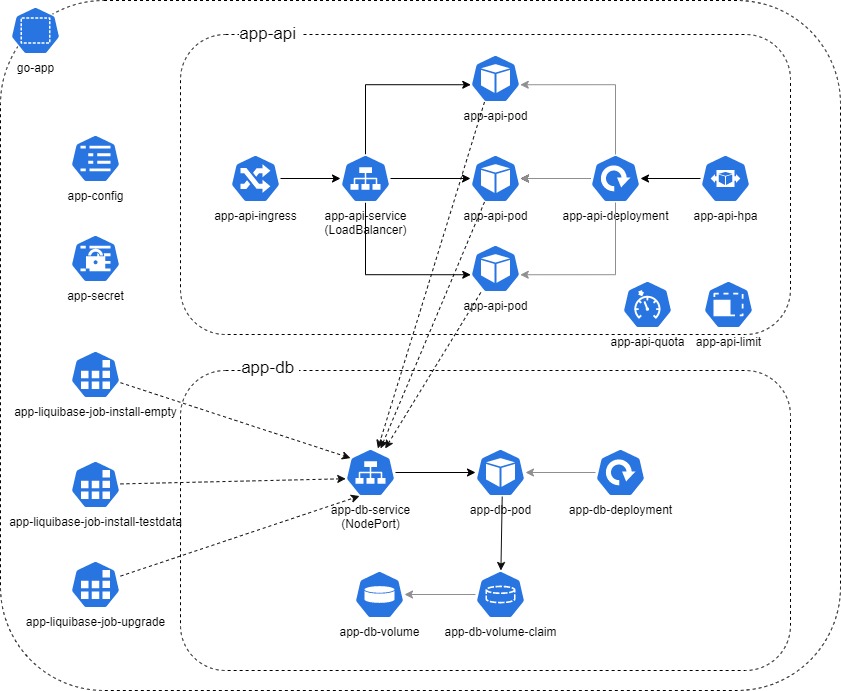 go-app
app-api
app-api-pod
app-config
app-api-ingress
app-api-service
(LoadBalancer)
app-api-pod
app-api-deployment
app-api-hpa
app-secret
app-api-pod
app-api-quota
app-api-limit
app-db
app-liquibase-job-install-empty
app-liquibase-job-install-testdata
app-db-service
(NodePort)
app-db-pod
app-db-deployment
app-liquibase-job-upgrade
app-db-volume
app-db-volume-claim